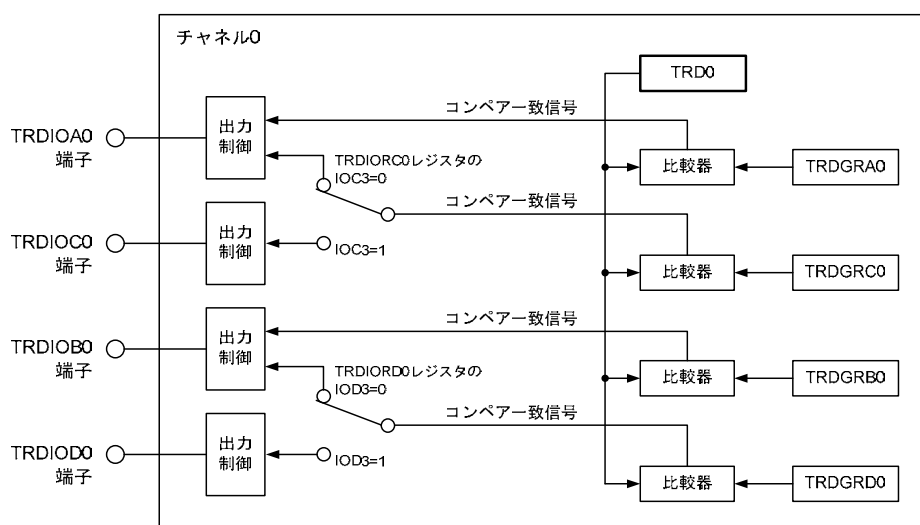 チャネル0
TRD0
コンペア一致信号
TRDIOA0
端子
出力
制御
TRDIORC0レジスタの
IOC3=0
比較器
TRDGRA0
コンペア一致信号
TRDIOC0
端子
出力
制御
IOC3=1
比較器
TRDGRC0
コンペア一致信号
TRDIOB0
端子
出力
制御
TRDIORD0レジスタの
IOD3=0
比較器
TRDGRB0
コンペア一致信号
TRDIOD0
端子
出力
制御
IOD3=1
比較器
TRDGRD0